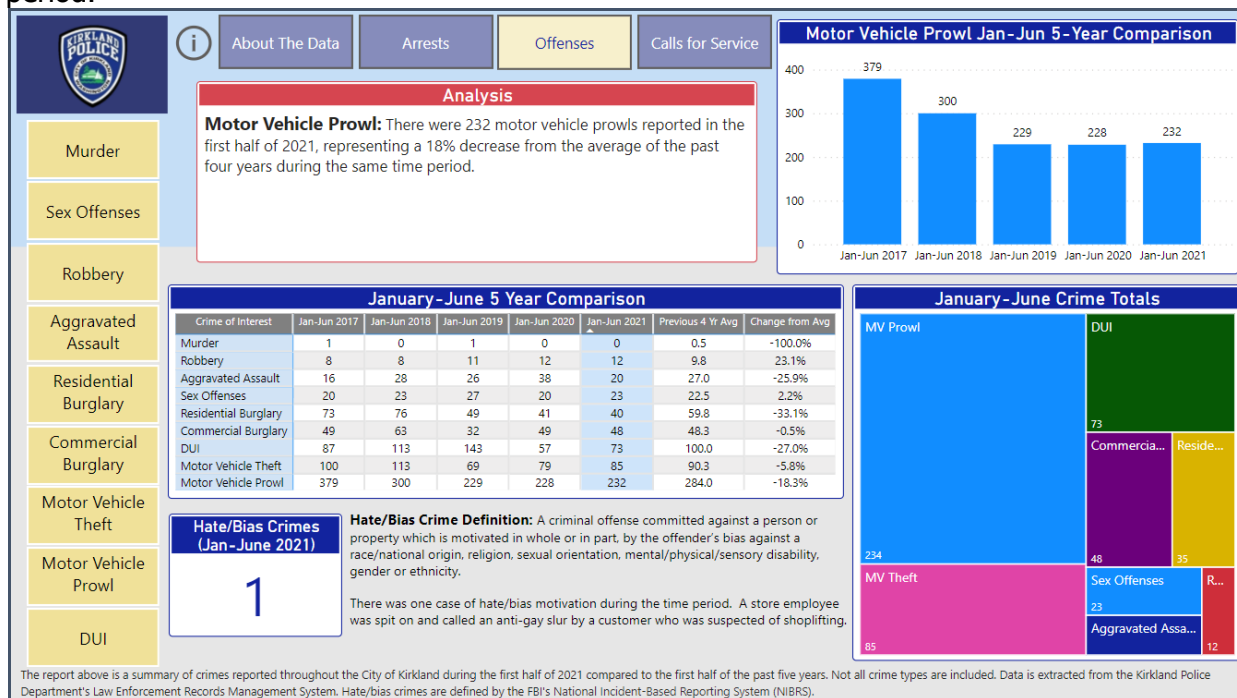 period.
KIRKLAND
POLICE
i
About The Data
Arrests
Offenses
Calls for Service
Murder
Sex Offenses
Robbery
Aggravated
Assault
Residential
Burglary
Commercial
Burglary
Motor Vehicle
Theft
Motor Vehicle
Prowl
DUI
Analysis
Motor Vehicle Prowl: There were 232 motor vehicle prowls reported in the
first half of 2021, representing a 18% decrease from the average of the past
four years during the same time period.
Motor Vehicle Prowl Jan-Jun 5-Year Comparison
400
300
200
100
0
379
300
229
228
232
Jan-Jun 2017 Jan-Jun 2018 Jan-Jun 2019 Jan-Jun 2020 Jan-Jun 2021
January-June 5 Year Comparison
Crime of Interest Jan-Jun 2017 Jan-Jun 2018 Jan-Jun 2019 Jan-Jun 2020 Jan-Jun 2021 Previous 4 Yr Avg Change from Avg
Murder 1 0 1 0 0 0.5 -100.0%
Robbery 8 8 11 12 12 9.8 23.1%
Aggravated Assault 16 28 26 38 20 27.0 -25.9%
Sex Offenses 20 23 27 20 23 22.5 2.2%
Residential Burglary 73 76 49 41 40 59.8 -33.1%
Commercial Burglary 49 63 32 49 48 48.3 -0.5%
DUI 87 113 143 57 73 100.0 -27.0%
Motor Vehicle Theft 100 113 69 79 85 90.3 -5.8%
Motor Vehicle Prowl 379 300 229 228 232 284.0 -18.3%
January-June Crime Totals
MV Prowl
234
MV Theft
85
DUI
73
Commercia...
48
Reside...
35
Sex Offenses
23
Aggravated Assa...
R...
12
Hate/Bias Crimes
(Jan-June 2021)
1
Hate/Bias Crime Definition: A criminal offense committed against a person or
property which is motivated in whole or in part, by the offender's bias against a
race/national origin, religion, sexual orientation, mental/physical/sensory disability,
gender or ethnicity.
There was one case of hate/bias motivation during the time period. A store employee
was spit on and called an anti-gay slur by a customer who was suspected of shoplifting.
The report above is a summary of crimes reported throughout the City of Kirkland during the first half of 2021 compared to the first half of the past five years. Not all crime types are included. Data is extracted from the Kirkland Police
Department's Law Enforcement Records Management System. Hate/bias crimes are defined by the FBI's National Incident-Based Reporting System (NIBRS).